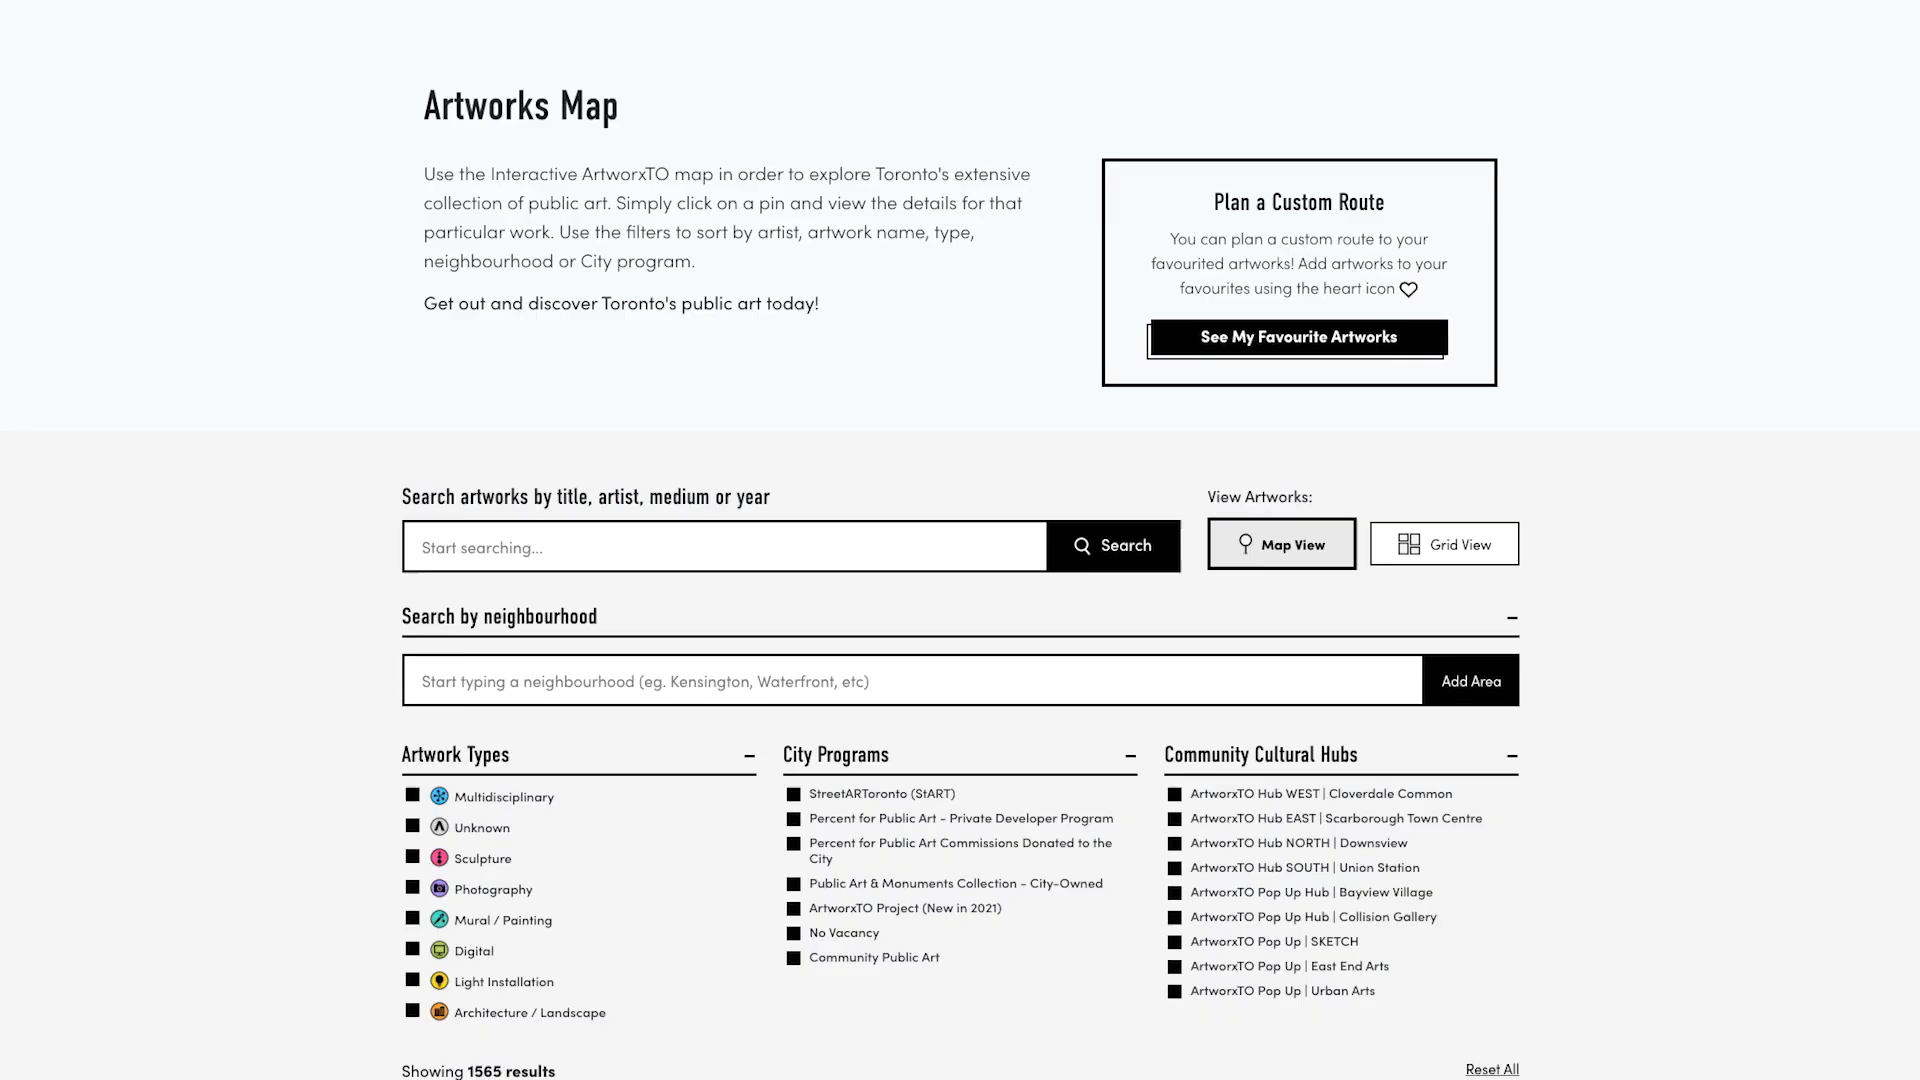 Artworks Map
Use the Interactive ArtworxTO map in order to explore Toronto's extensive
collection of public art. Simply click on a pin and view the details for that
particular work. Use the filters to sort by artist, artwork name, type,
neighbourhood or City program.
Get out and discover Toronto's public art today!
Plan a Custom Route
You can plan a custom route to your
favourited artworks! Add artworks to your
favourites using the heart icon
See My Favourite Artworks
Search artworks by title, artist, medium or year
Start searching...
Search
View Artworks:
Map View
Grid View
Search by neighbourhood
Start typing a neighbourhood (eg. Kensington, Waterfront, etc)
Add Area
Artwork Types
Multidisciplinary
Unknown
Sculpture
Photography
Mural / Painting
Digital
Light Installation
Architecture / Landscape
City Programs
StreetARToronto (StART)
Percent for Public Art - Private Developer Program
Percent for Public Art Commissions Donated to the
City
Public Art & Monuments Collection - City-Owned
ArtworxTO Project (New in 2021)
No Vacancy
Community Public Art
Community Cultural Hubs
ArtworxTO Hub WEST | Cloverdale Common
ArtworxTO Hub EAST | Scarborough Town Centre
ArtworxTO Hub NORTH | Downsview
ArtworxTO Hub SOUTH | Union Station
ArtworxTO Pop Up Hub | Bayview Village
ArtworxTO Pop Up Hub | Collision Gallery
ArtworxTO Pop Up | SKETCH
ArtworxTO Pop Up | East End Arts
ArtworxTO Pop Up | Urban Arts
Showing 1565 results
Reset All